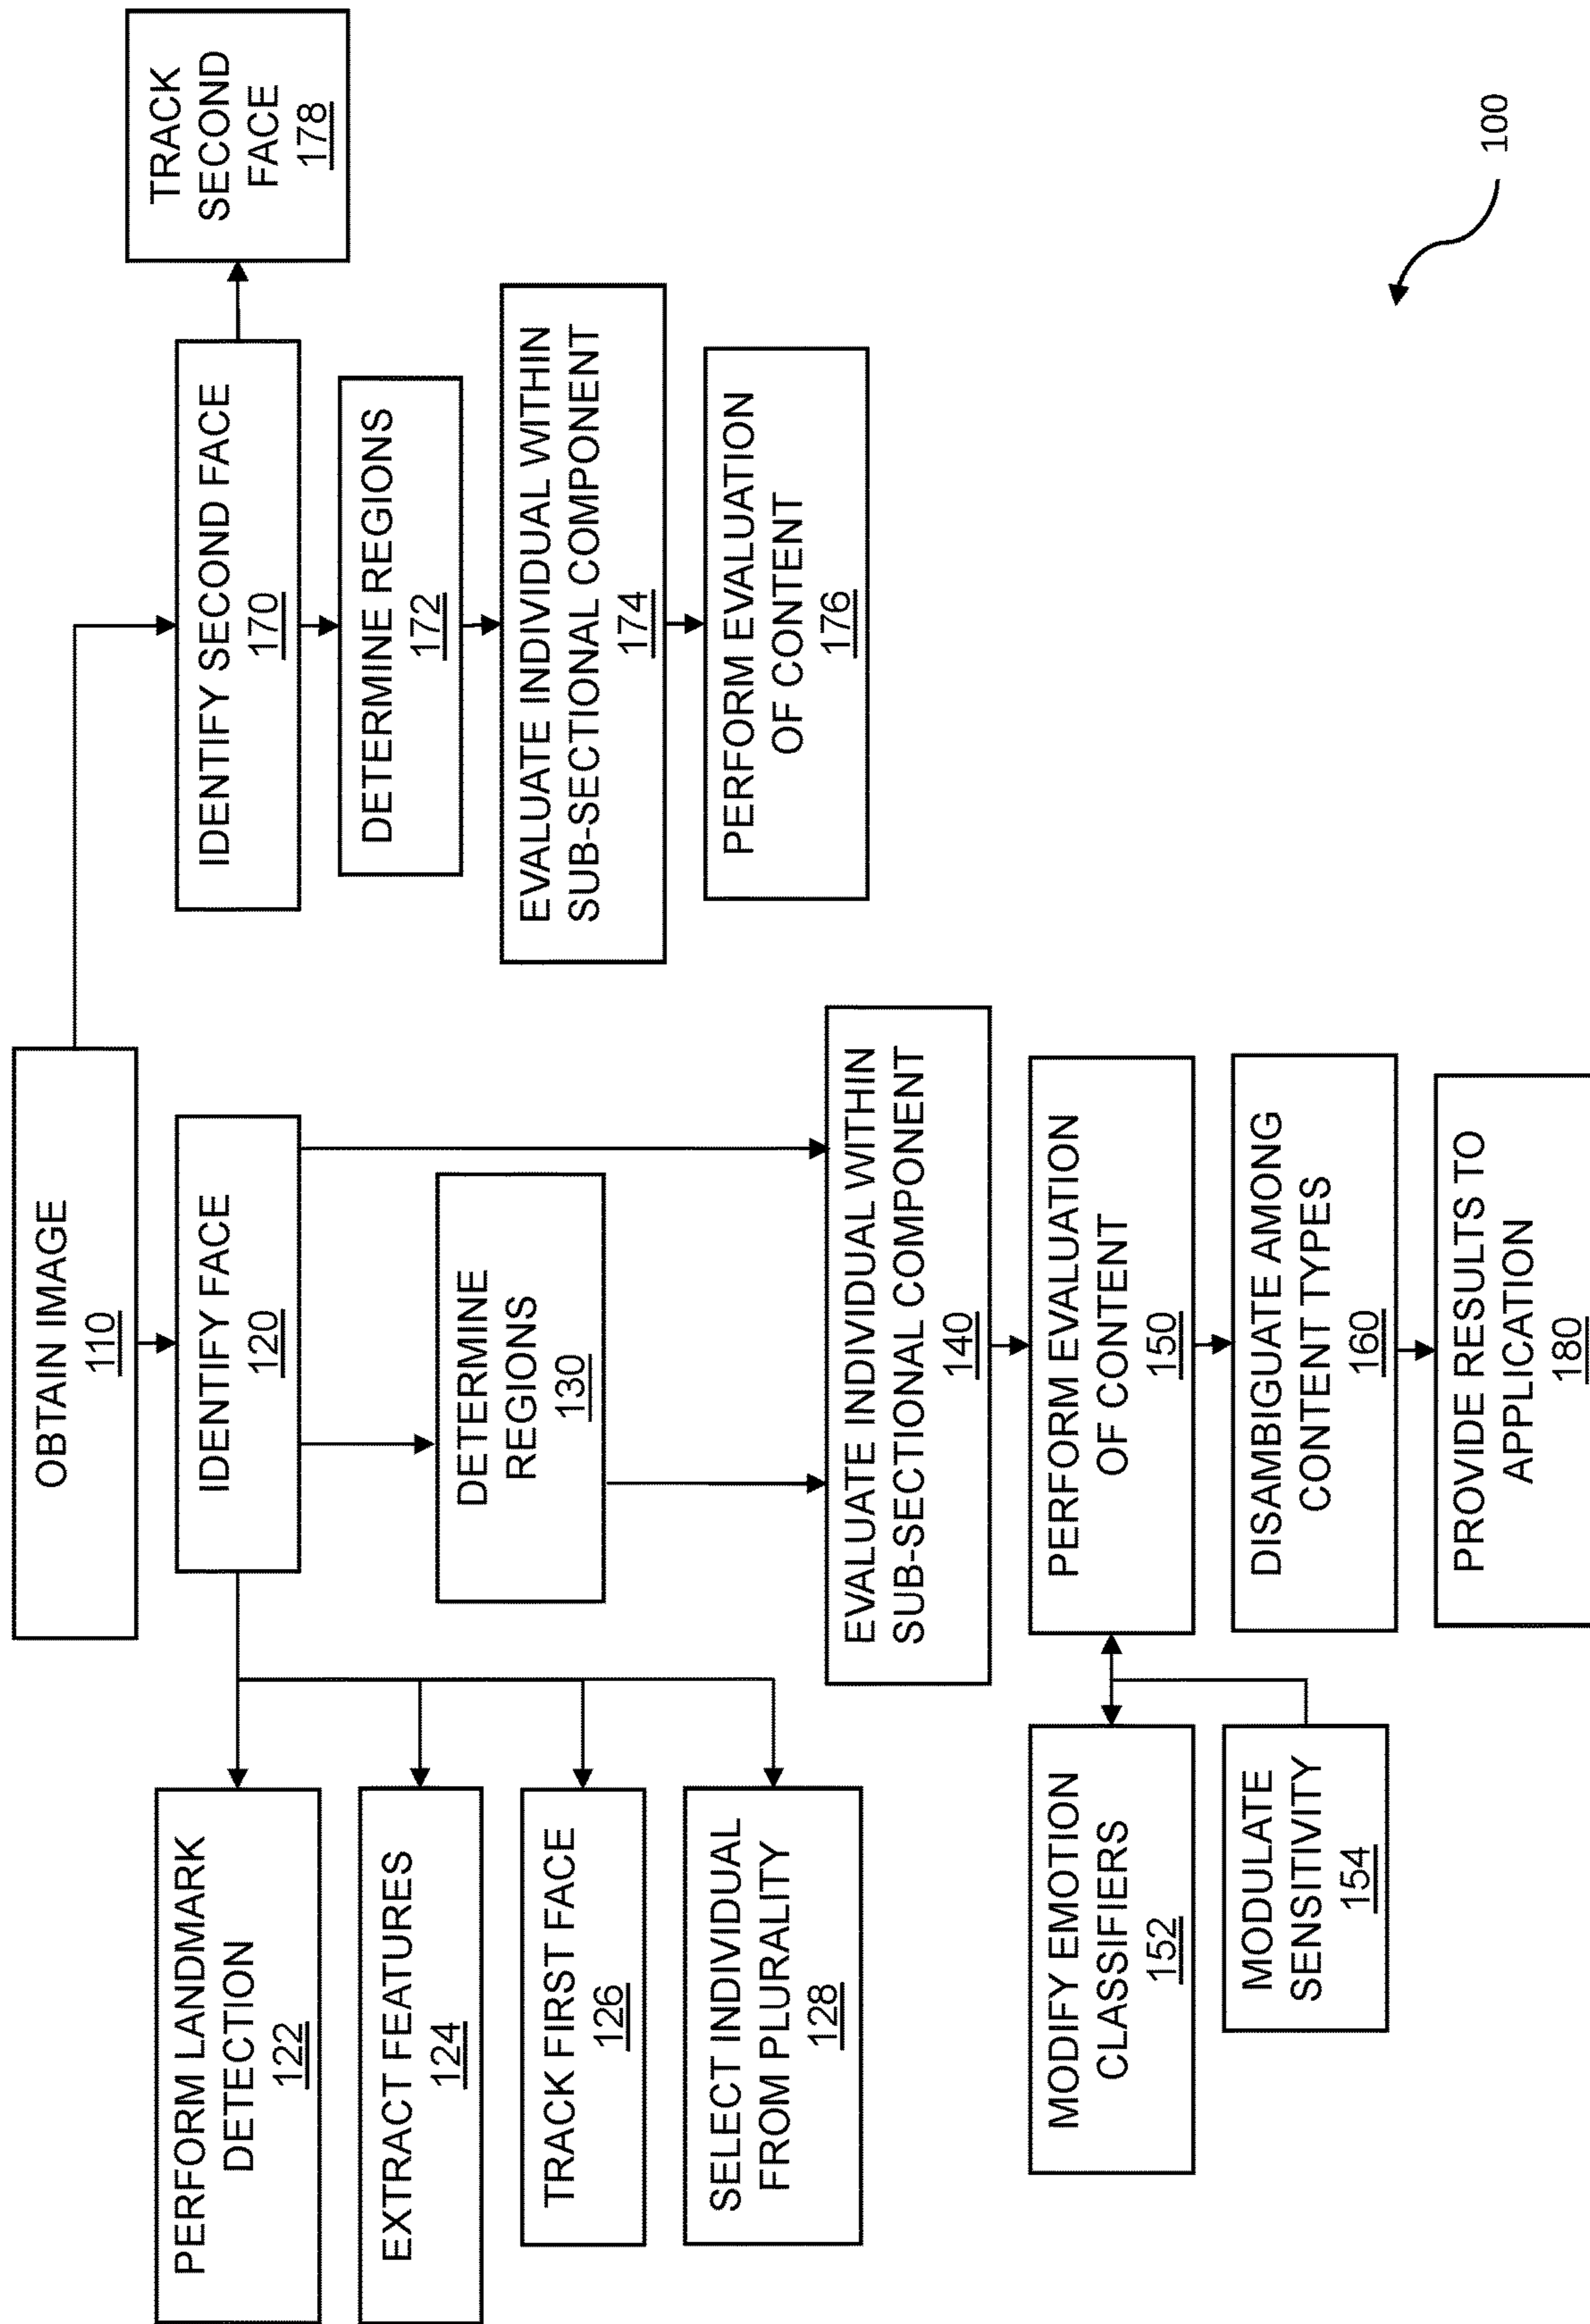 OBTAIN IMAGE
110
IDENTIFY FACE
120
PERFORM LANDMARK
DETECTION
122
EXTRACT FEATURES
124
TRACK FIRST FACE
126
SELECT INDIVIDUAL
FROM PLURALITY
128
DETERMINE
REGIONS
130
EVALUATE INDIVIDUAL WITHIN
SUB-SECTIONAL COMPONENT
140
PERFORM EVALUATION
OF CONTENT
150
MODIFY EMOTION
CLASSIFIERS
152
MODULATE
SENSITIVITY
154
DISAMBIGUATE AMONG
CONTENT TYPES
160
PROVIDE RESULTS TO
APPLICATION
180
IDENTIFY SECOND FACE
170
TRACK
SECOND
FACE
178
DETERMINE REGIONS
172
EVALUATE INDIVIDUAL WITHIN
SUB-SECTIONAL COMPONENT
174
PERFORM EVALUATION
OF CONTENT
176
100